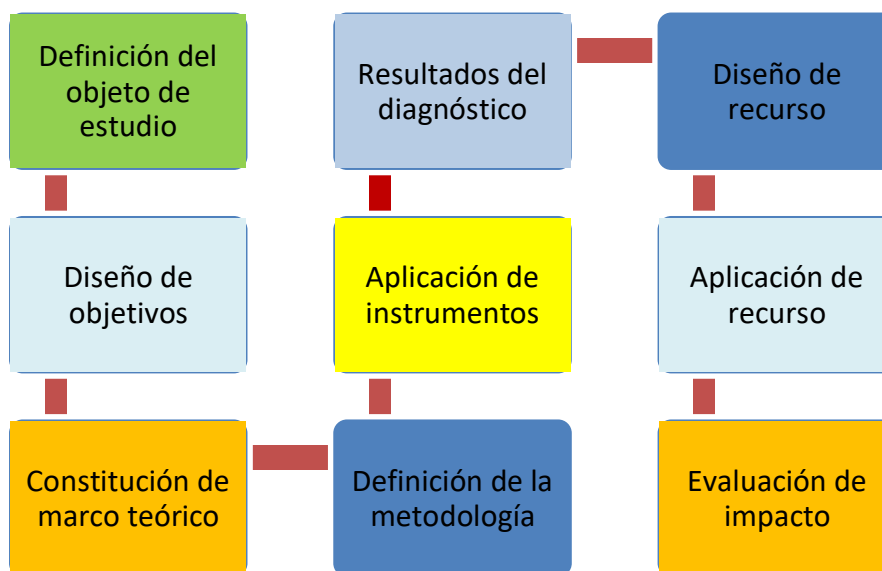 Definición del
objeto de
estudio
Diseño de
objetivos
Constitución de
marco teórico
Definición de la
metodología
Aplicación de
instrumentos
Resultados del
diagnóstico
Diseño de
recurso
Aplicación de
recurso
Evaluación de
impacto